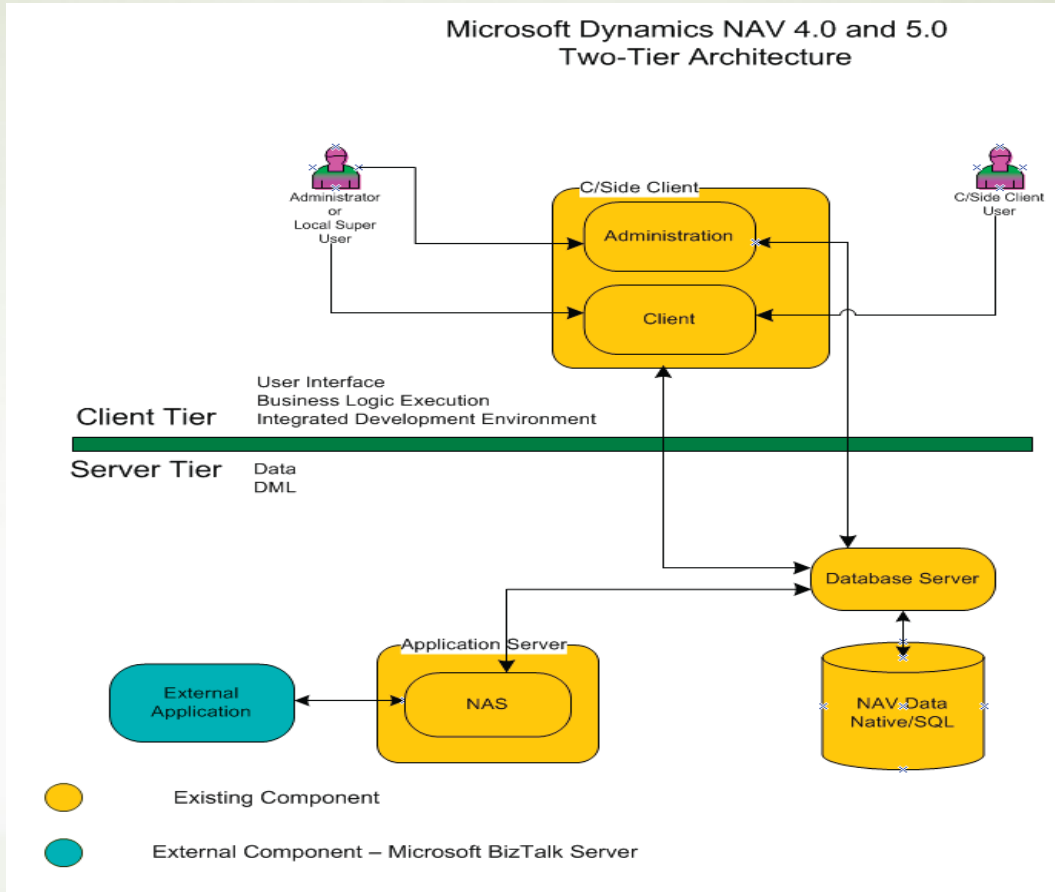 Microsoft Dynamics NAV 4.0 and 5.0
Two-Tier Architecture
Administrator
or
Local Super
User
C/Side Client
Administration
Client
C/Side Client
User
User Interface
Business Logic Execution
Integrated Development Environment
Client Tier
Server Tier
Data
DML
Database Server
Application Server
NAS
External
Application
NAV Data
Native/SQL
Existing Component
External Component – Microsoft BizTalk Server